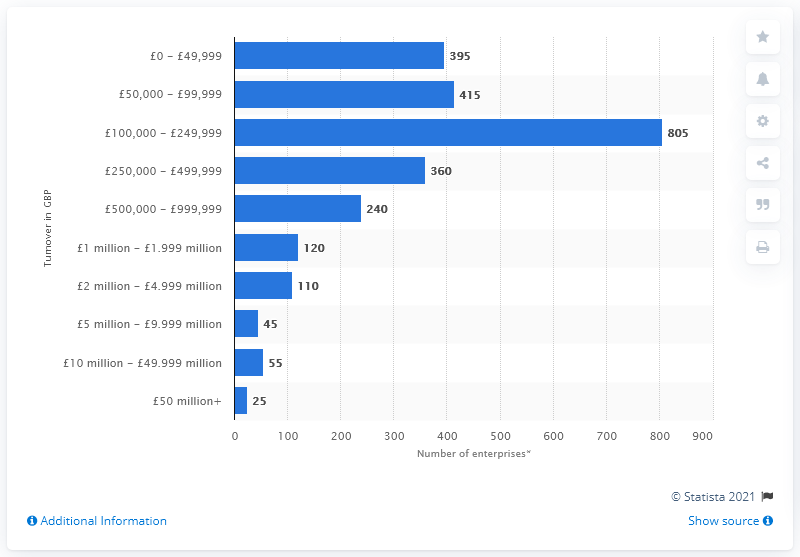 £0 – £49,999
395
£50,000 – £99,999
415
£100,000 – £249,999
805
£250,000 – £499,999
360
£500,000 – £999,999
240
£1 million – £1.999 million
120
£2 million – £4.999 million
110
£5 million – £9.999 million
45
£10 million – £49.999 million
55
£50 million+
25
Turnover in GBP
0 100 200 300 400 500 600 700 800 900
Number of enterprises*
© Statista 2021
Additional Information
Show source